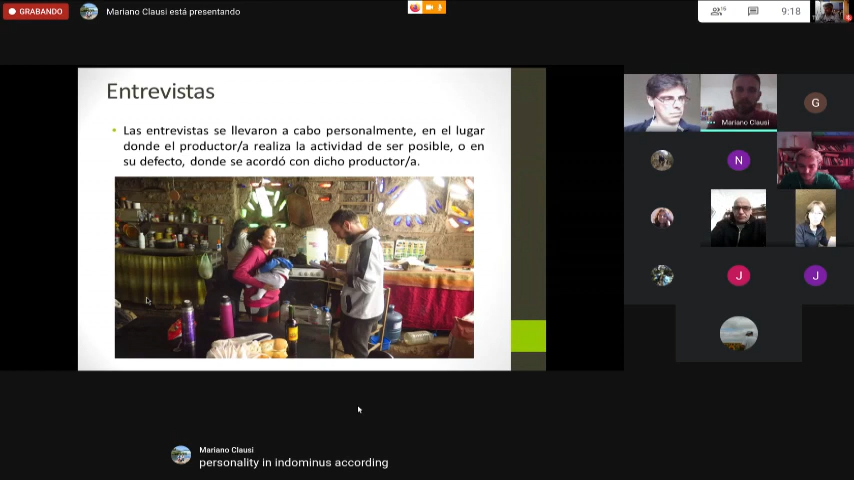 GRABANDO
Mariano Clausi está presentando
15
9:18
Entrevistas
• Las entrevistas se llevaron a cabo personalmente, en el lugar
donde el productor/a realiza la actividad de ser posible, o en
su defecto, donde se acordó con dicho productor/a.
Mariano Clausi
G
N
J
J
Mariano Clausi
personality in indominus according